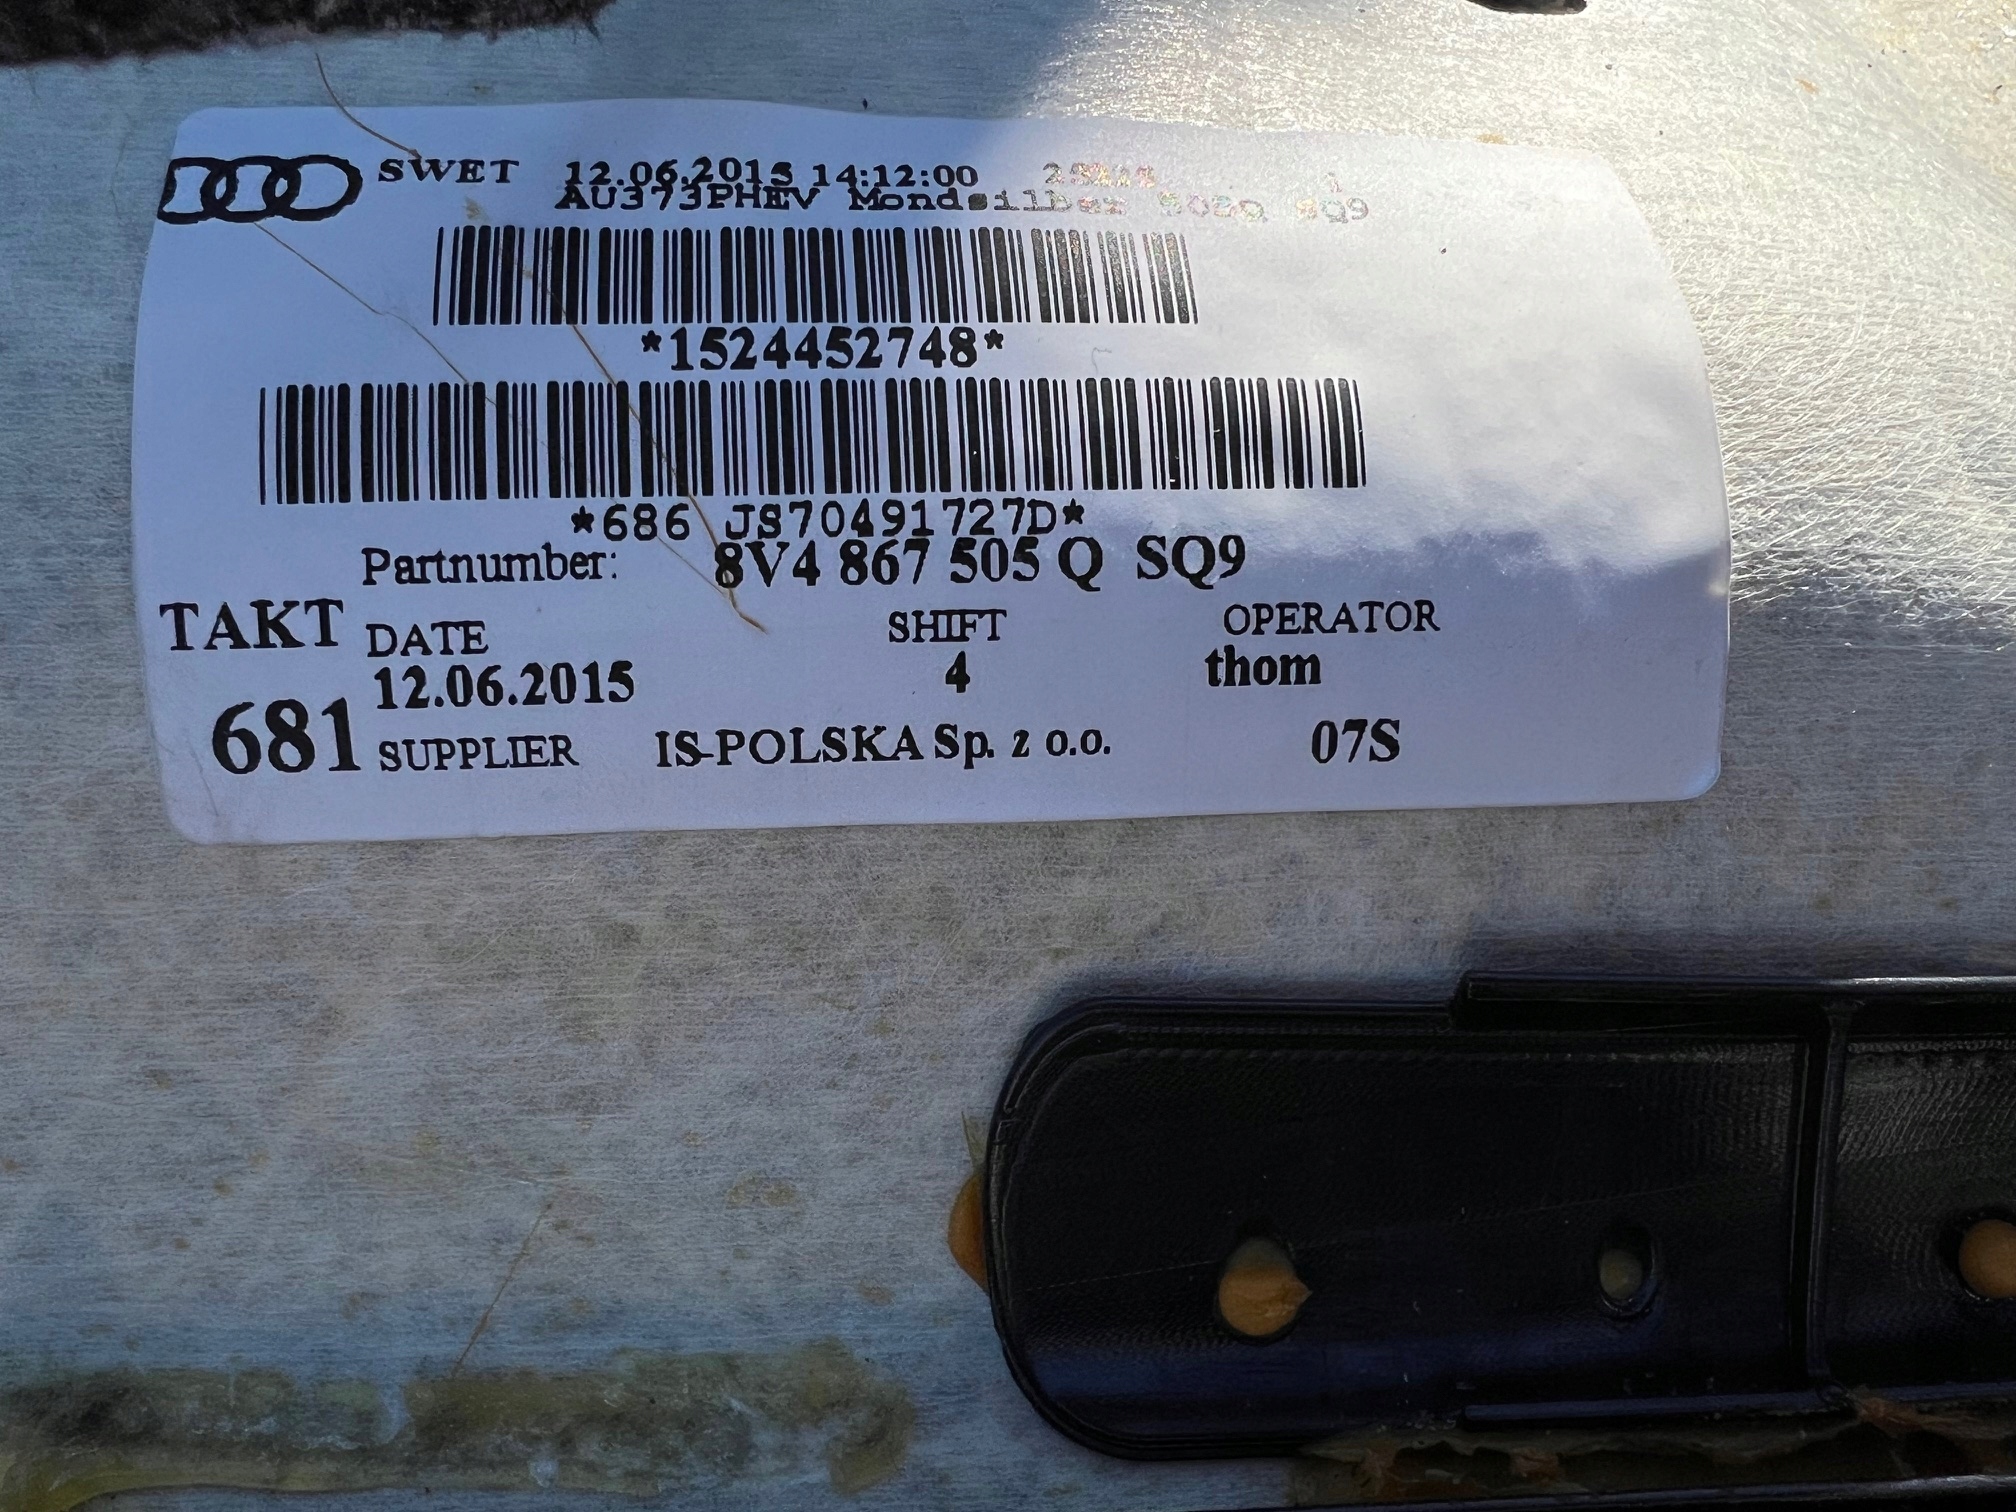 SWET 12.06.2015 14:12:00 1
AU373PHEV Mondsilber SQ9
*1524452748*
*686 JS70491727D*
Partnumber: 8V4 867 505 Q SQ9
TAKT DATE SHIFT OPERATOR
12.06.2015 4 thom
681 SUPPLIER IS-POLSKA Sp. z o.o. 07S